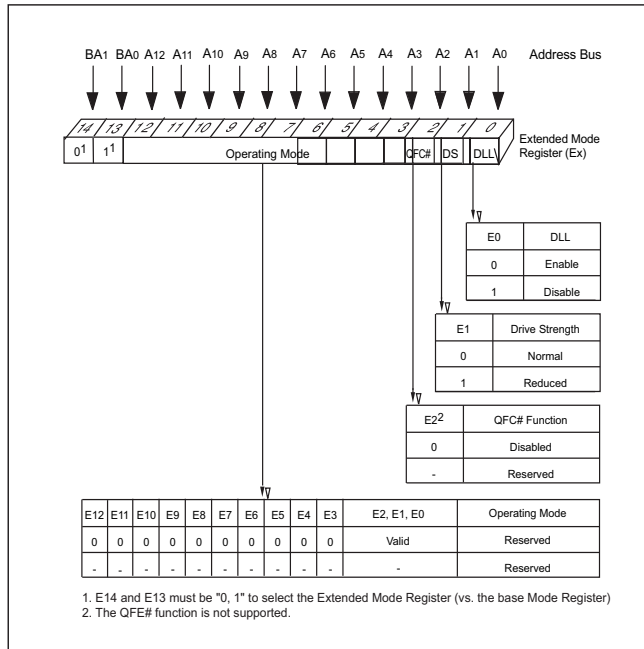 BA1 BA0 A12 A11 A10 A9 A8 A7 A6 A5 A4 A3 A2 A1 A0 Address Bus
14 13 12 11 10 9 8 7 6 5 4 3 2 1 0
Extended Mode
Register (Ex)
0¹ 1¹ Operating Mode QFC# DS DLL\
E0 DLL
0 Enable
1 Disable
E1 Drive Strength
0 Normal
1 Reduced
E2² QFC# Function
0 Disabled
- Reserved
E12 E11 E10 E9 E8 E7 E6 E5 E4 E3 E2, E1, E0 Operating Mode
0 0 0 0 0 0 0 0 0 0 Valid Reserved
- - - - - - - - - - - Reserved
1. E14 and E13 must be "0, 1" to select the Extended Mode Register (vs. the base Mode Register)
2. The QFE# function is not supported.